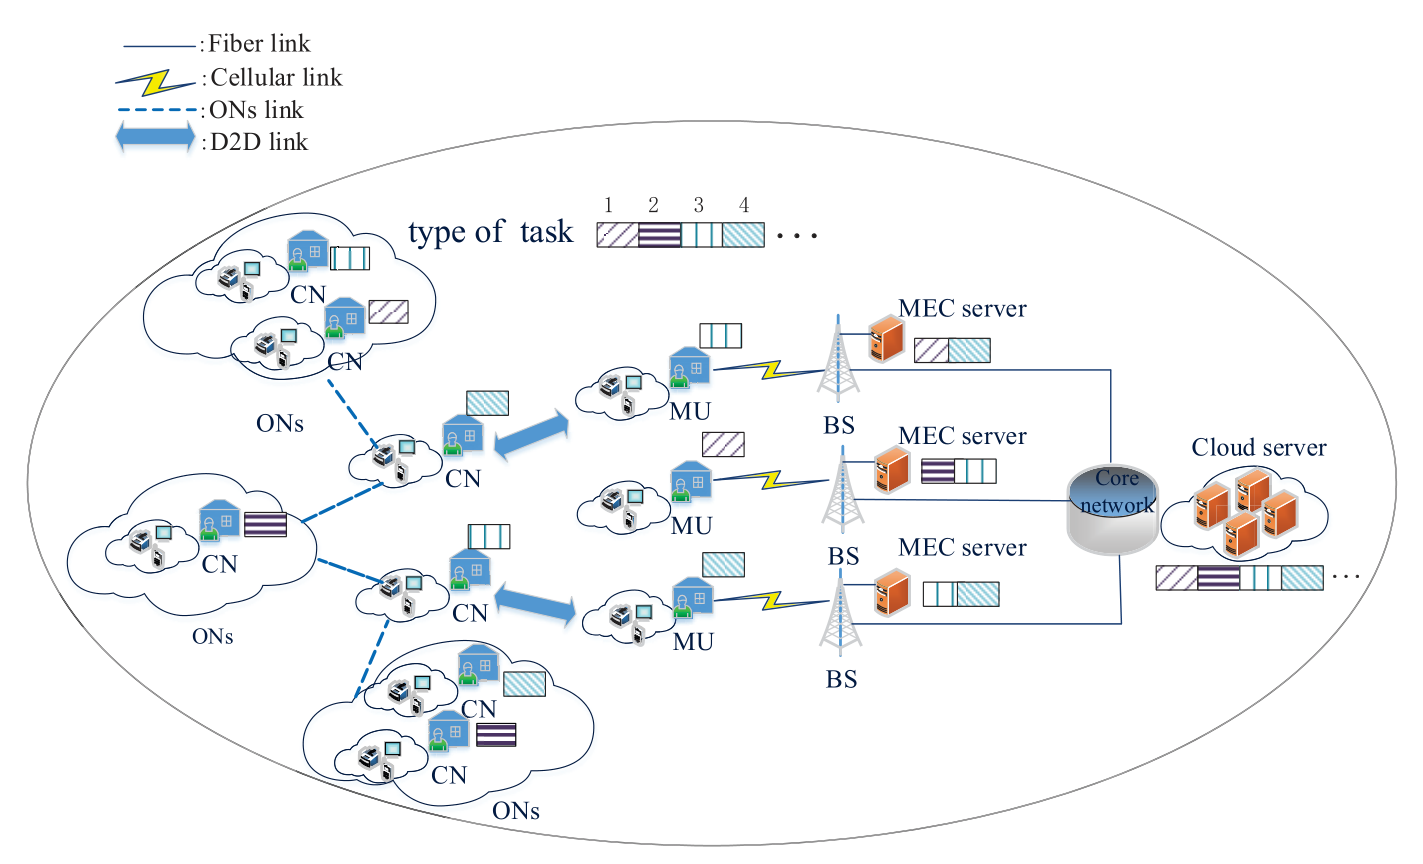 : Fiber link
: Cellular link
: ONs link
: D2D link
1 2 3 4
type of task ...
CN
CN
ONs
MEC server
MU
BS
CN
MEC server
Cloud server
Core
network
MU
BS
CN
ONs
MEC server
...
CN
MU
BS
CN
CN
ONs